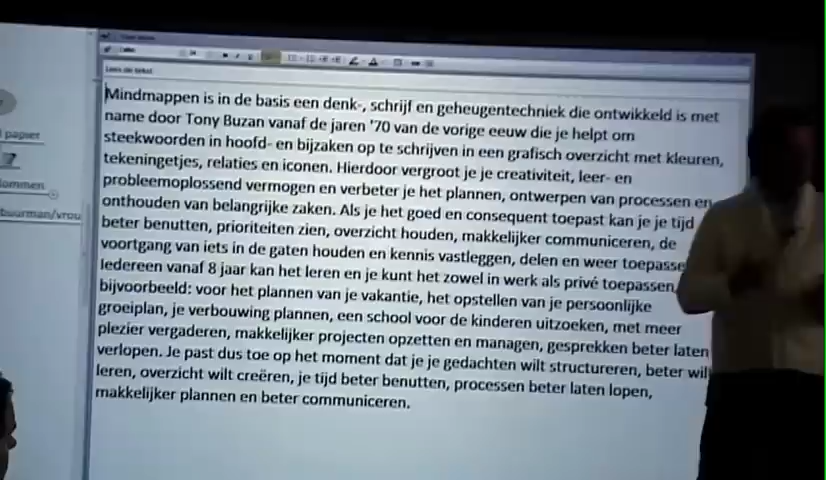 Lees de tekst
papier
ommen
buurman/vrou
Mindmappen is in de basis een denk-, schrijf en geheugentechniek die ontwikkeld is met
name door Tony Buzan vanaf de jaren '70 van de vorige eeuw die je helpt om
steekwoorden in hoofd- en bijzaken op te schrijven in een grafisch overzicht met kleuren,
tekeningetjes, relaties en iconen. Hierdoor vergroot je je creativiteit, leer- en
probleemoplossend vermogen en verbeter je het plannen, ontwerpen van processen en
onthouden van belangrijke zaken. Als je het goed en consequent toepast kan je je tijd
beter benutten, prioriteiten zien, overzicht houden, makkelijker communiceren, de
voortgang van iets in de gaten houden en kennis vastleggen, delen en weer toepasse
Iedereen vanaf 8 jaar kan het leren en je kunt het zowel in werk als privé toepassen,
bijvoorbeeld: voor het plannen van je vakantie, het opstellen van je persoonlijke
groeiplan, je verbouwing plannen, een school voor de kinderen uitzoeken, met meer
plezier vergaderen, makkelijker projecten opzetten en managen, gesprekken beter laten
verlopen. Je past dus toe op het moment dat je je gedachten wilt structureren, beter wil
leren, overzicht wilt creëren, je tijd beter benutten, processen beter laten lopen,
makkelijker plannen en beter communiceren.